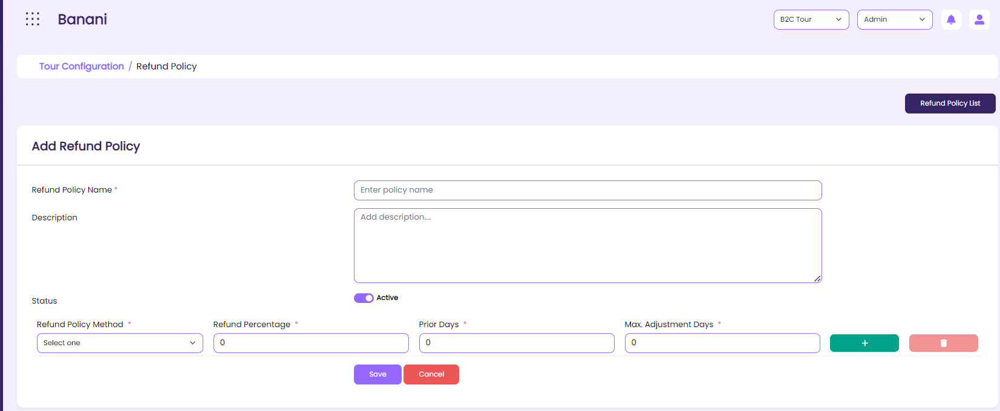 Banani
B2C Tour
Admin
Tour Configuration / Refund Policy
Refund Policy List
Add Refund Policy
Refund Policy Name *
Enter policy name
Description
Add description....
Status
Active
Refund Policy Method * Refund Percentage * Prior Days * Max. Adjustment Days *
Select one 0 0 0 +
Save Cancel